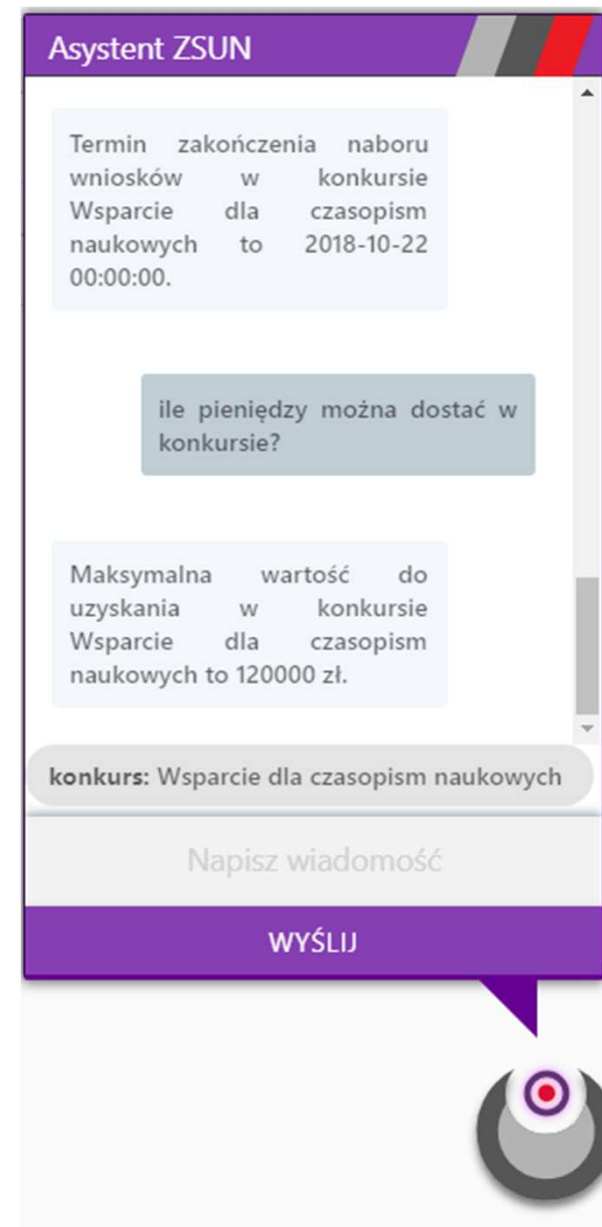 Asystent ZSUN
Termin zakończenia naboru
wniosków w konkursie
Wsparcie dla czasopism
naukowych to 2018-10-22
00:00:00.
ile pieniędzy można dostać w
konkursie?
Maksymalna wartość do
uzyskania w konkursie
Wsparcie dla czasopism
naukowych to 120000 zł.
konkurs: Wsparcie dla czasopism naukowych
Napisz wiadomość
WYŚLIJ